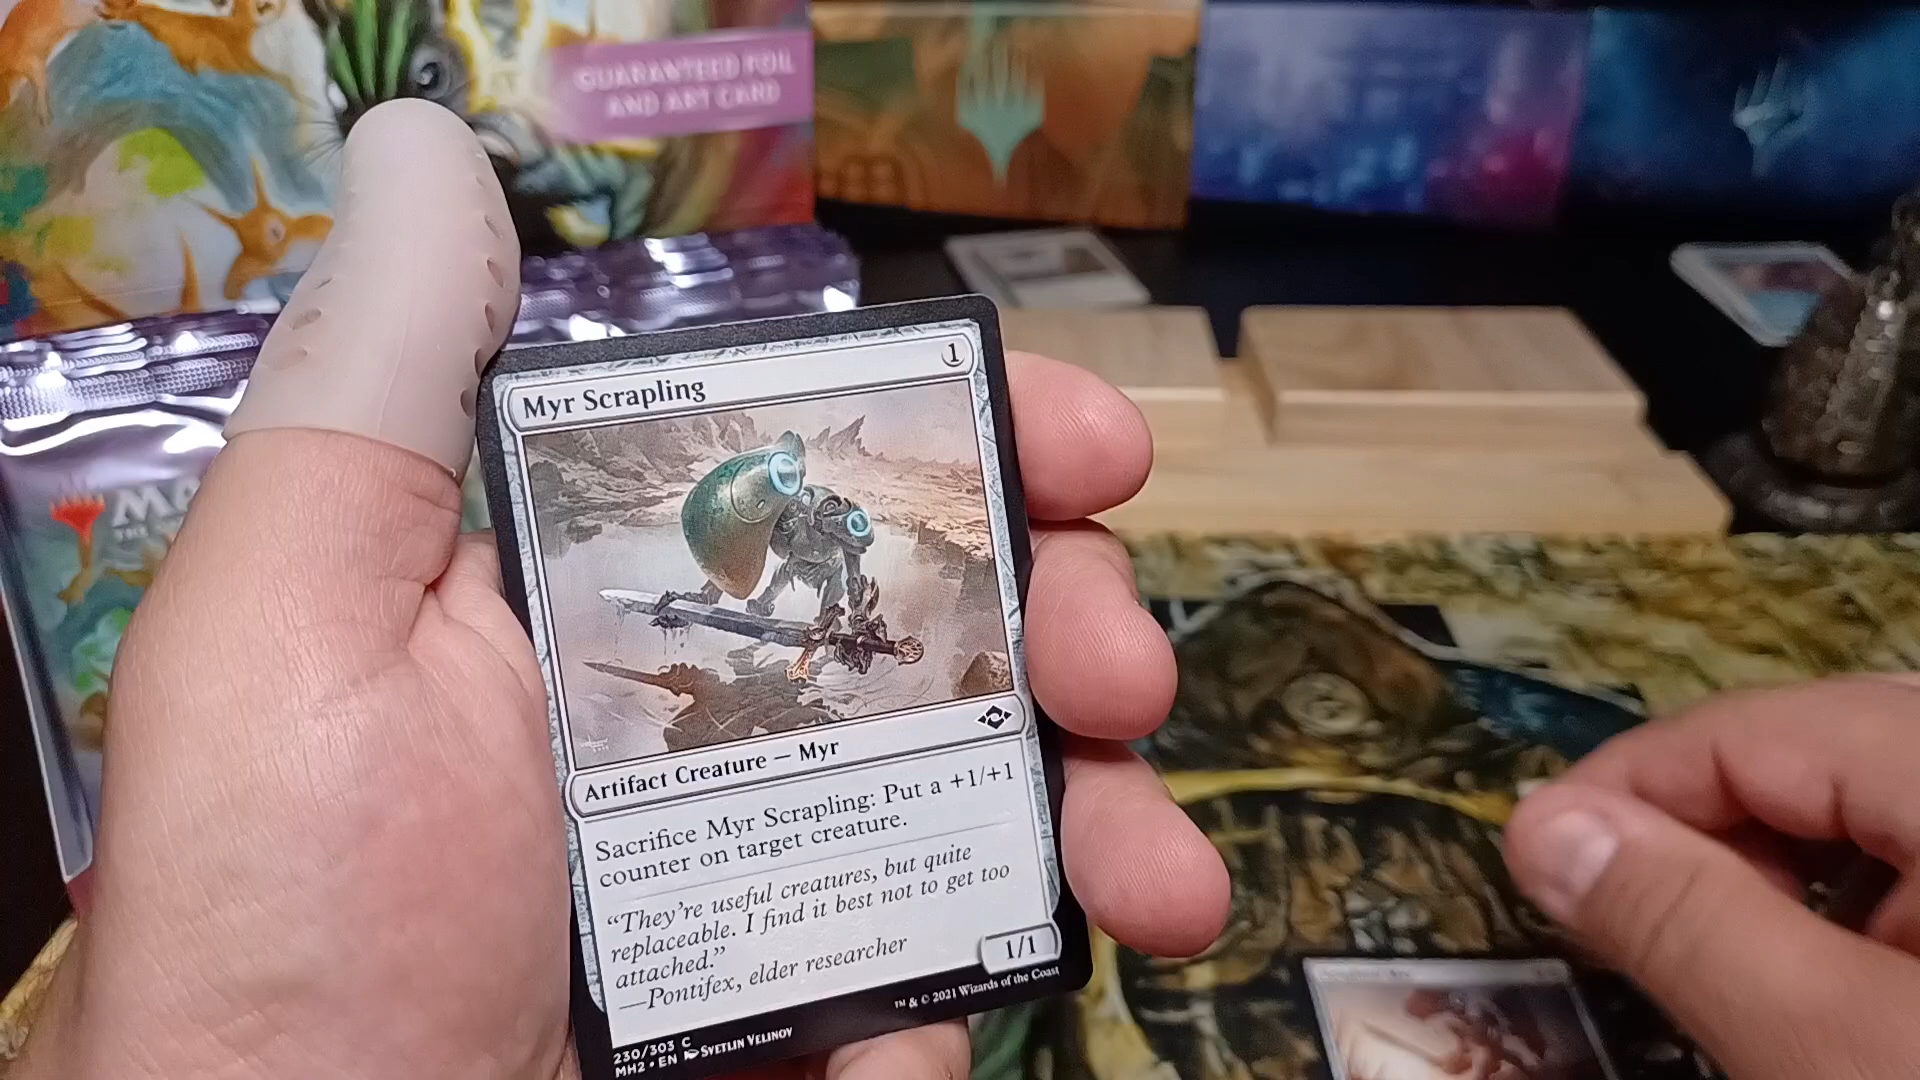 GUARANTEED FOIL
AND ART CARD
Myr Scrapling
1
Artifact Creature — Myr
Sacrifice Myr Scrapling: Put a +1/+1
counter on target creature.
“They’re useful creatures, but quite
replaceable. I find it best not to get too
attached.”
—Pontifex, elder researcher
1/1
™ & © 2021 Wizards of the Coast
230/303 C
MH2 • EN SVETLIN VELINOV